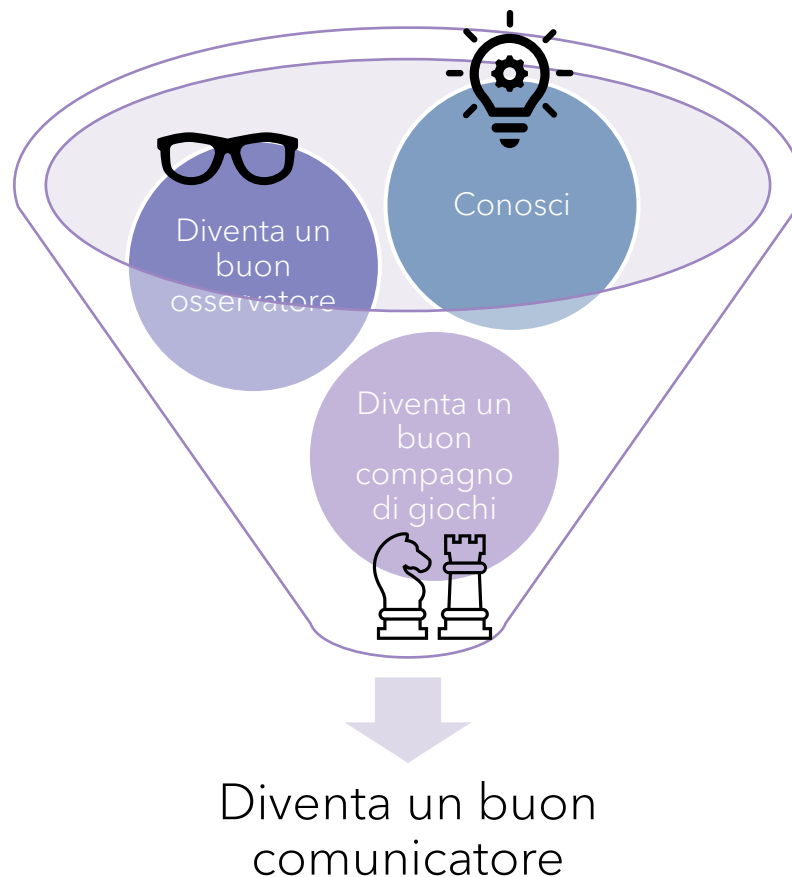 Conosci
Diventa un
buon
osservatore
Diventa un
buon
compagno
di giochi
Diventa un buon
comunicatore